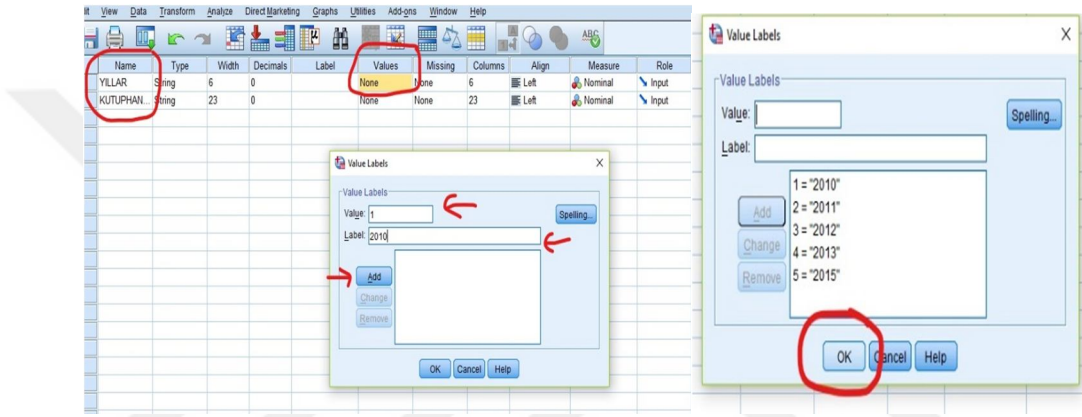 View Data Transform Analyze Direct Marketing Graphs Utilities Add-ons Window Help
Name Type Width Decimals Label Values Missing Columns Align Measure Role
YILLAR String 6 0 None None 6 Left Nominal Input
KUTUPHAN... String 23 0 None None 23 Left Nominal Input
Value Labels X
Value Labels
Value: 1
Spelling...
Label: 2010
Add
Change
Remove
OK Cancel Help
Value Labels X
Value Labels
Value:
Spelling...
Label:
1 = "2010"
Add 2 = "2011"
3 = "2012"
Change 4 = "2013"
Remove 5 = "2015"
OK Cancel Help